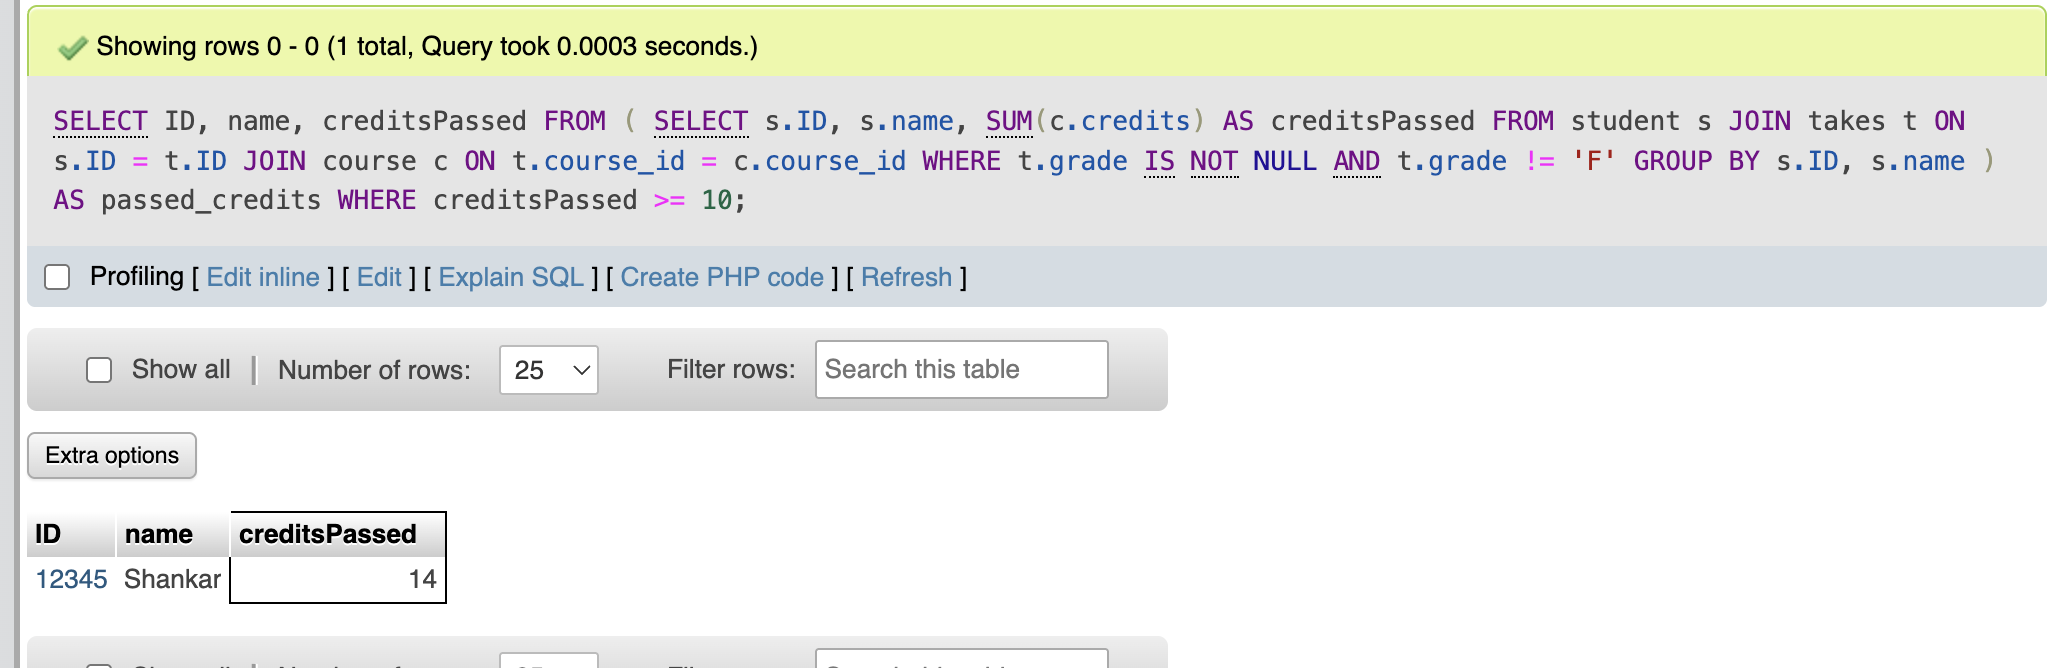 Showing rows 0 - 0 (1 total, Query took 0.0003 seconds.)
SELECT ID, name, creditsPassed FROM ( SELECT s.ID, s.name, SUM(c.credits) AS creditsPassed FROM student s JOIN takes t ON
s.ID = t.ID JOIN course c ON t.course_id = c.course_id WHERE t.grade IS NOT NULL AND t.grade != 'F' GROUP BY s.ID, s.name )
AS passed_credits WHERE creditsPassed >= 10;
Profiling [ Edit inline ] [ Edit ] [ Explain SQL ] [ Create PHP code ] [ Refresh ]
Show all | Number of rows: 25 Filter rows: Search this table
Extra options
ID name creditsPassed
12345 Shankar 14